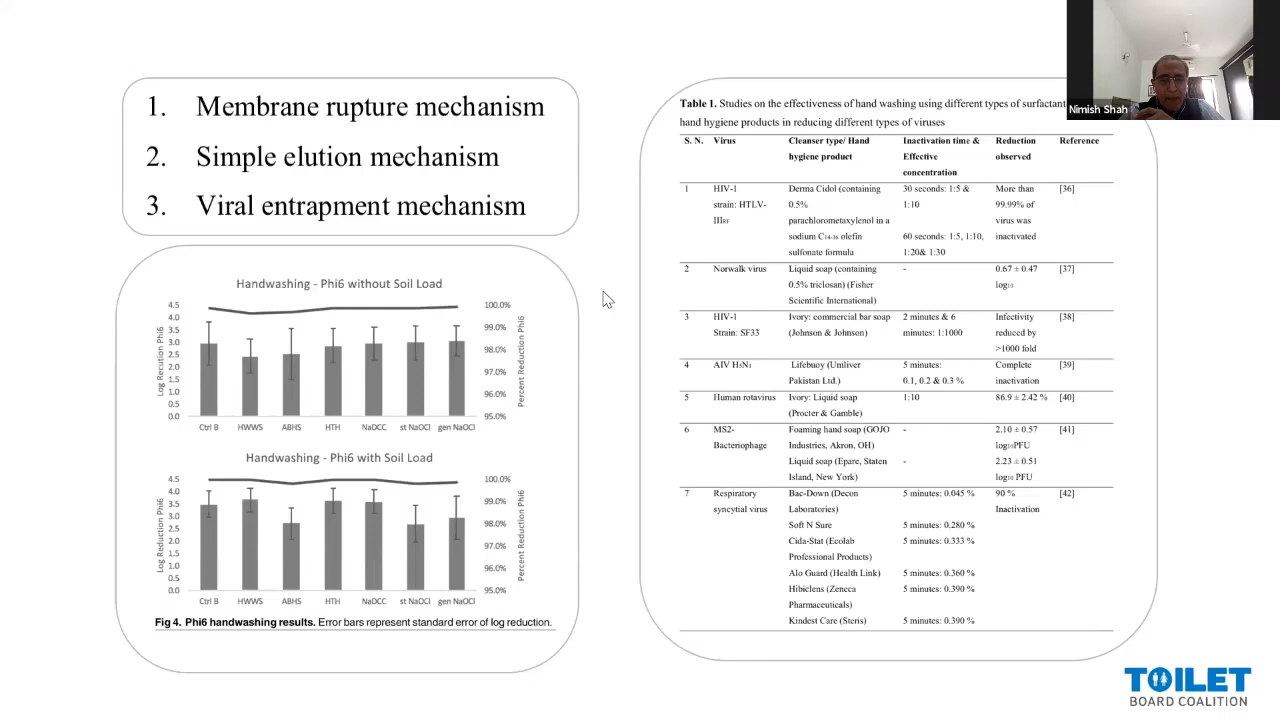 1. Membrane rupture mechanism
2. Simple elution mechanism
3. Viral entrapment mechanism
Handwashing - Phi6 without Soil Load
Log Recution Phi6
4.5
4.0
3.5
3.0
2.5
2.0
1.5
1.0
0.5
0.0
100.0%
99.0%
98.0%
97.0%
96.0%
95.0%
Percent Reduction Phi6
Ctrl B HWWS ABHS HTH NaDCC st NaOCl gen NaOCl
Handwashing - Phi6 with Soil Load
Log Reduction Phi6
4.5
4.0
3.5
3.0
2.5
2.0
1.5
1.0
0.5
0.0
100.0%
99.0%
98.0%
97.0%
96.0%
95.0%
Percent Reduction Phi6
Ctrl B HWWS ABHS HTH NaDCC st NaOCl gen NaOCl
Fig 4. Phi6 handwashing results. Error bars represent standard error of log reduction.
Table 1. Studies on the effectiveness of hand washing using different types of surfactant
hand hygiene products in reducing different types of viruses
S. N. Virus Cleanser type/ Hand Inactivation time & Reduction Reference
hygiene product Effective observed
concentration
1 HIV-1 Derma Cidol (containing 30 seconds: 1:5 & More than [36]
strain: HTLV- 0.5% 1:10 99.99% of
IIIRF parachlorometaxylenol in a virus was
sodium C14-16 olefin 60 seconds: 1:5, 1:10, inactivated
sulfonate formula 1:20& 1:30
2 Norwalk virus Liquid soap (containing - 0.67 ± 0.47 [37]
0.5% triclosan) (Fisher log10
Scientific International)
3 HIV-1 Ivory: commercial bar soap 2 minutes & 6 Infectivity [38]
Strain: SF33 (Johnson & Johnson) minutes: 1:1000 reduced by
>1000 fold
4 AIV H5N1 Lifebuoy (Uniliver 5 minutes: Complete [39]
Pakistan Ltd.) 0.1, 0.2 & 0.3 % inactivation
5 Human rotavirus Ivory: Liquid soap 1:10 86.9 ± 2.42 % [40]
(Procter & Gamble)
6 MS2- Foaming hand soap (GOJO - 2.10 ± 0.57 [41]
Bacteriophage Industries, Akron, OH) log10PFU
Liquid soap (Epare, Staten - 2.23 ± 0.51
Island, New York) log10 PFU
7 Respiratory Bac-Down (Decon 5 minutes: 0.045 % 90 % [42]
syncytial virus Laboratories) Inactivation
Soft N Sure 5 minutes: 0.280 %
Cida-Stat (Ecolab 5 minutes: 0.333 %
Professional Products)
Alo Guard (Health Link) 5 minutes: 0.360 %
Hibiclens (Zeneca 5 minutes: 0.390 %
Pharmaceuticals)
Kindest Care (Steris) 5 minutes: 0.390 %
Nimish Shah
TOILET
BOARD COALITION